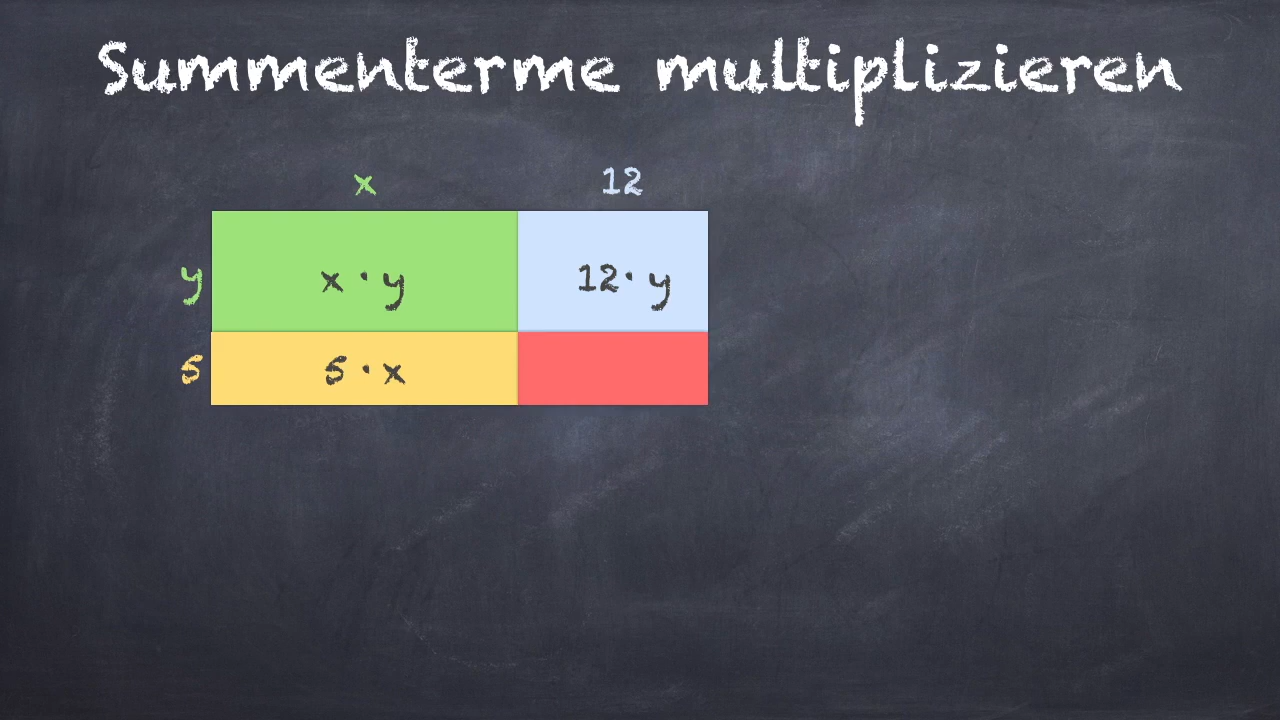 Summenterme multiplizieren
x 12
y x · y 12 · y
5 5 · x